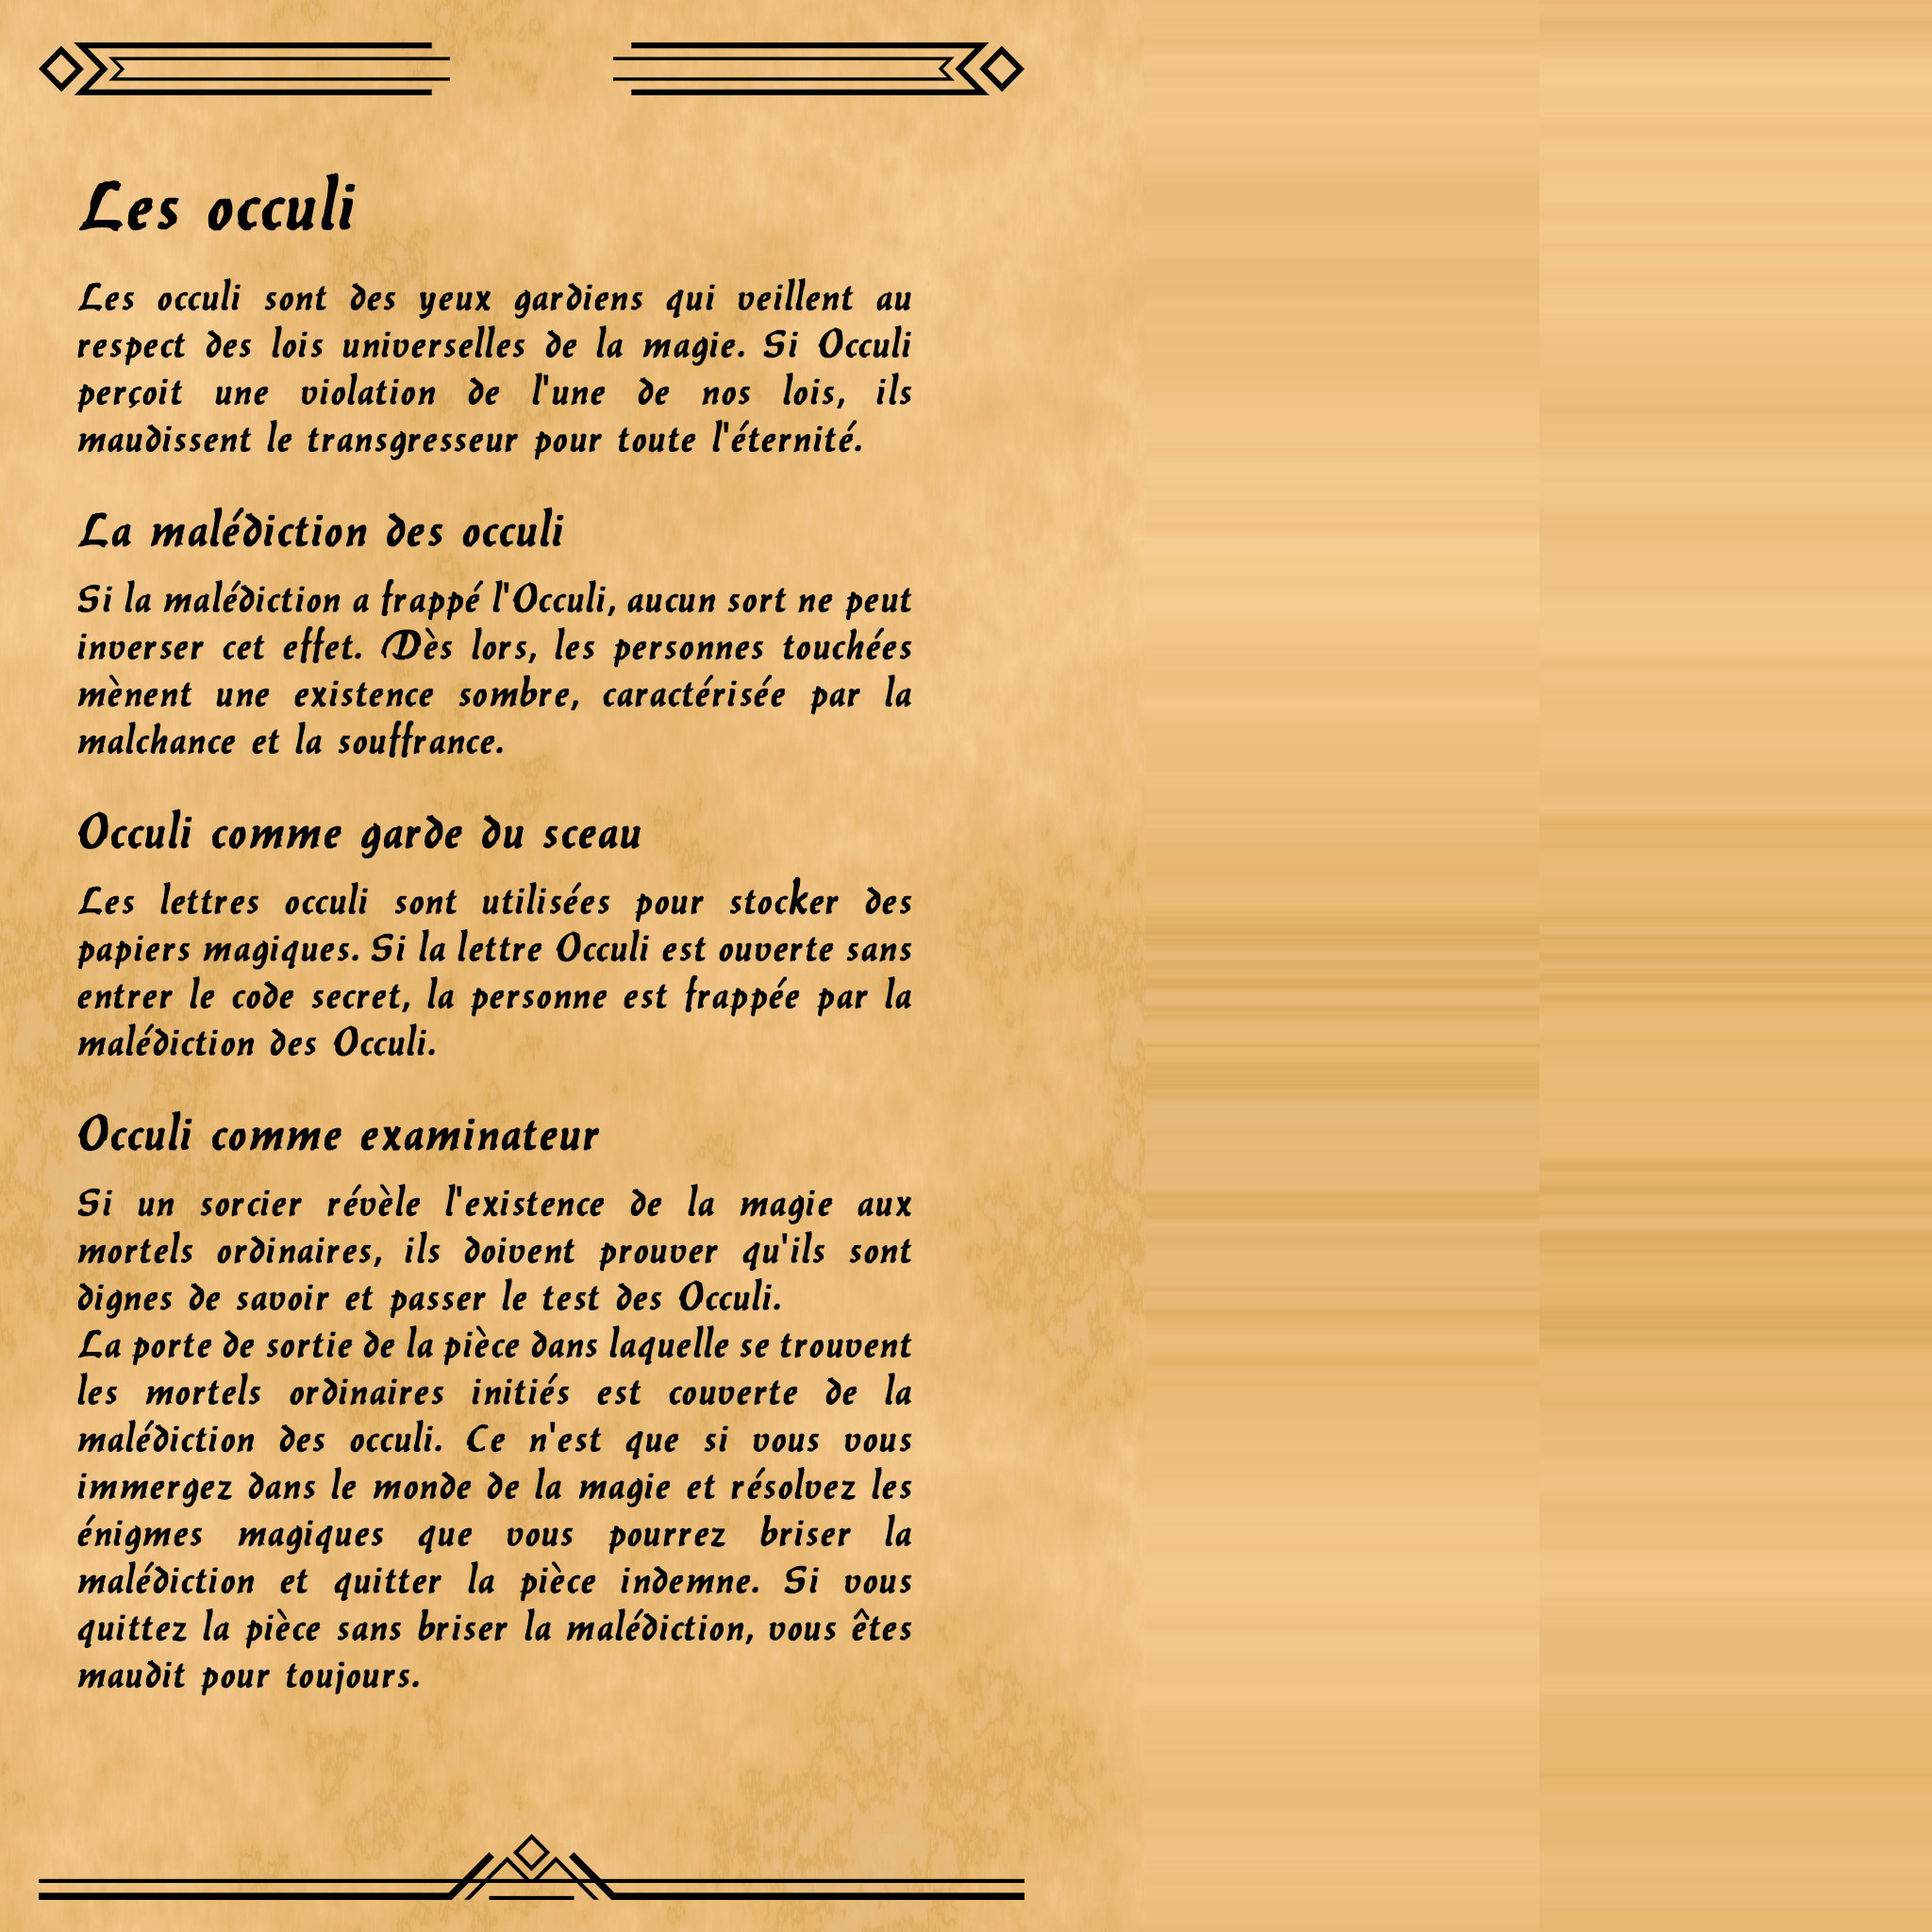 Les occuli
Les occuli sont des yeux gardiens qui veillent au
respect des lois universelles de la magie. Si Occuli
perçoit une violation de l'une de nos lois, ils
maudissent le transgresseur pour toute l'éternité.
La malédiction des occuli
Si la malédiction a frappé l'Occuli, aucun sort ne peut
inverser cet effet. Dès lors, les personnes touchées
mènent une existence sombre, caractérisée par la
malchance et la souffrance.
Occuli comme garde du sceau
Les lettres occuli sont utilisées pour stocker des
papiers magiques. Si la lettre Occuli est ouverte sans
entrer le code secret, la personne est frappée par la
malédiction des Occuli.
Occuli comme examinateur
Si un sorcier révèle l'existence de la magie aux
mortels ordinaires, ils doivent prouver qu'ils sont
dignes de savoir et passer le test des Occuli.
La porte de sortie de la pièce dans laquelle se trouvent
les mortels ordinaires initiés est couverte de la
malédiction des occuli. Ce n'est que si vous vous
immergez dans le monde de la magie et résolvez les
énigmes magiques que vous pourrez briser la
malédiction et quitter la pièce indemne. Si vous
quittez la pièce sans briser la malédiction, vous êtes
maudit pour toujours.